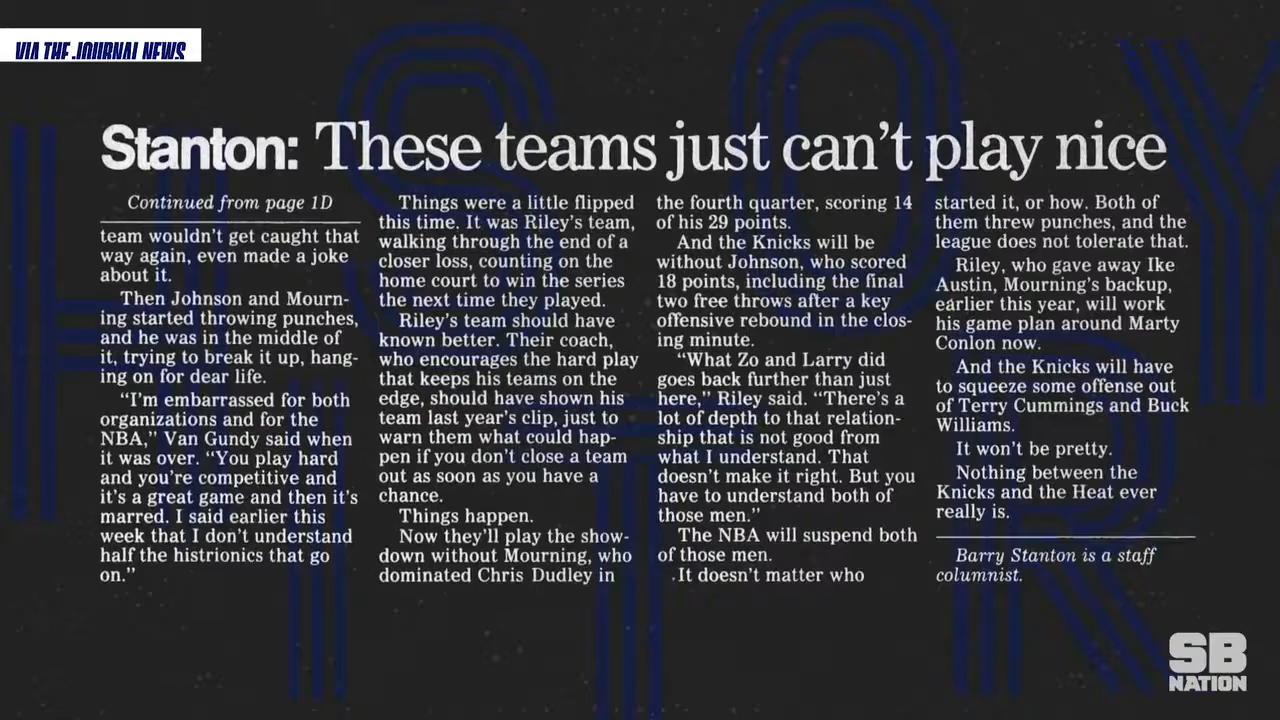 VIA THE JOURNAL NEWS
Stanton: These teams just can't play nice
Continued from page 1D
team wouldn't get caught that
way again, even made a joke
about it.
Then Johnson and Mourn-
ing started throwing punches,
and he was in the middle of
it, trying to break it up, hang-
ing on for dear life.
"I'm embarrassed for both
organizations and for the
NBA," Van Gundy said when
it was over. "You play hard
and you're competitive and
it's a great game and then it's
marred. I said earlier this
week that I don't understand
half the histrionics that go
on."
Things were a little flipped
this time. It was Riley's team,
walking through the end of a
closer loss, counting on the
home court to win the series
the next time they played.
Riley's team should have
known better. Their coach,
who encourages the hard play
that keeps his teams on the
edge, should have shown his
team last year's clip, just to
warn them what could hap-
pen if you don't close a team
out as soon as you have a
chance.
Things happen.
Now they'll play the show-
down without Mourning, who
dominated Chris Dudley in
the fourth quarter, scoring 14
of his 29 points.
And the Knicks will be
without Johnson, who scored
18 points, including the final
two free throws after a key
offensive rebound in the clos-
ing minute.
"What Zo and Larry did
goes back further than just
here," Riley said. "There's a
lot of depth to that relation-
ship that is not good from
what I understand. That
doesn't make it right. But you
have to understand both of
those men."
The NBA will suspend both
of those men.
It doesn't matter who
started it, or how. Both of
them threw punches, and the
league does not tolerate that.
Riley, who gave away Ike
Austin, Mourning's backup,
earlier this year, will work
his game plan around Marty
Conlon now.
And the Knicks will have
to squeeze some offense out
of Terry Cummings and Buck
Williams.
It won't be pretty.
Nothing between the
Knicks and the Heat ever
really is.
Barry Stanton is a staff
columnist.
SB
NATION